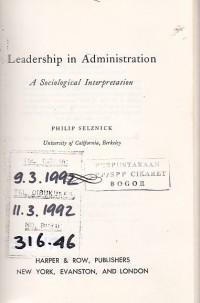 Leadership in Administration
A Sociological Interpretation
PHILIP SELZNICK
University of California, Berkeley
9.3.1992
PERPUSTAKAAN
CIKARET
BOGOR
11.3.1992
316.46
HARPER & ROW, PUBLISHERS
NEW YORK, EVANSTON, AND LONDON